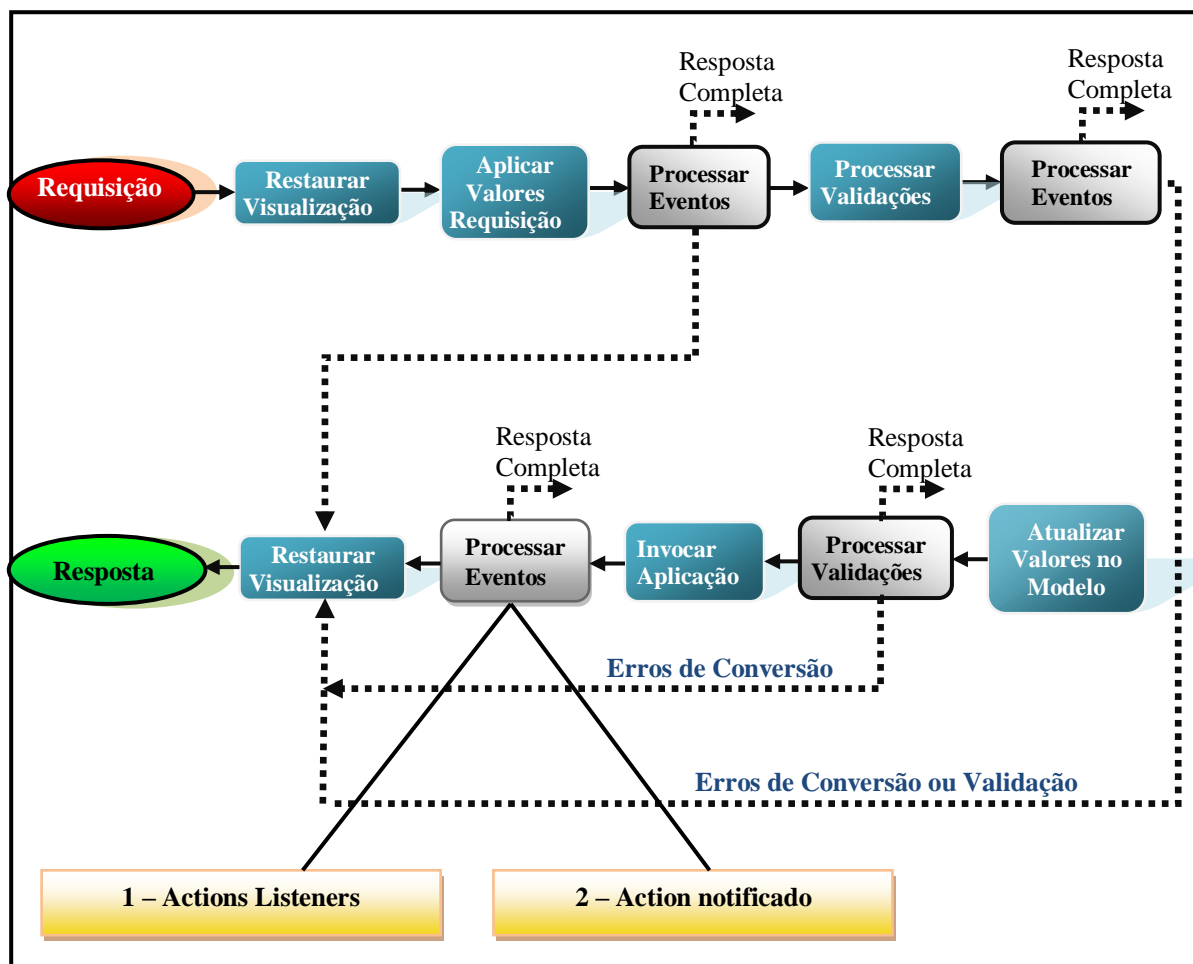 Resposta
Completa
Resposta
Completa
Requisição
Restaurar
Visualização
Aplicar
Valores
Requisição
Processar
Eventos
Processar
Validações
Processar
Eventos
Resposta
Completa
Resposta
Completa
Resposta
Restaurar
Visualização
Processar
Eventos
Invocar
Aplicação
Processar
Validações
Atualizar
Valores no
Modelo
Erros de Conversão
Erros de Conversão ou Validação
1 – Actions Listeners
2 – Action notificado